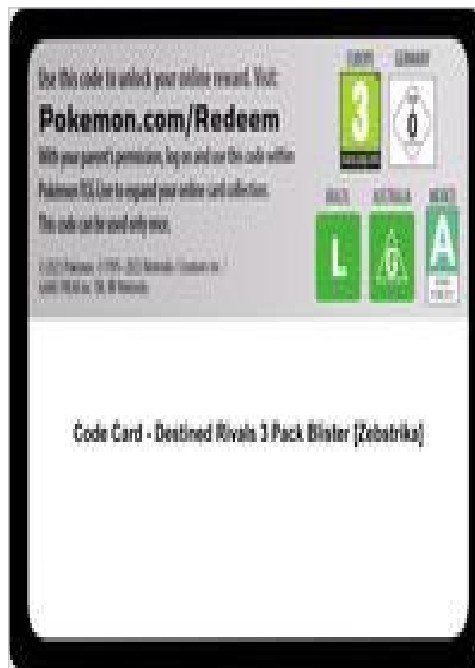 Use this code to unlock your online reward. Visit:
Pokemon.com/Redeem
With your parent's permission, log on and use this code within
Pokémon TCG Live to expand your online card collection.
This code can be used only once.
EUROPE GERMANY
3
0
BRAZIL AUSTRALIA MEXICO
L
G
A
Code Card - Destined Rivals 3 Pack Blister [Zebstrika]